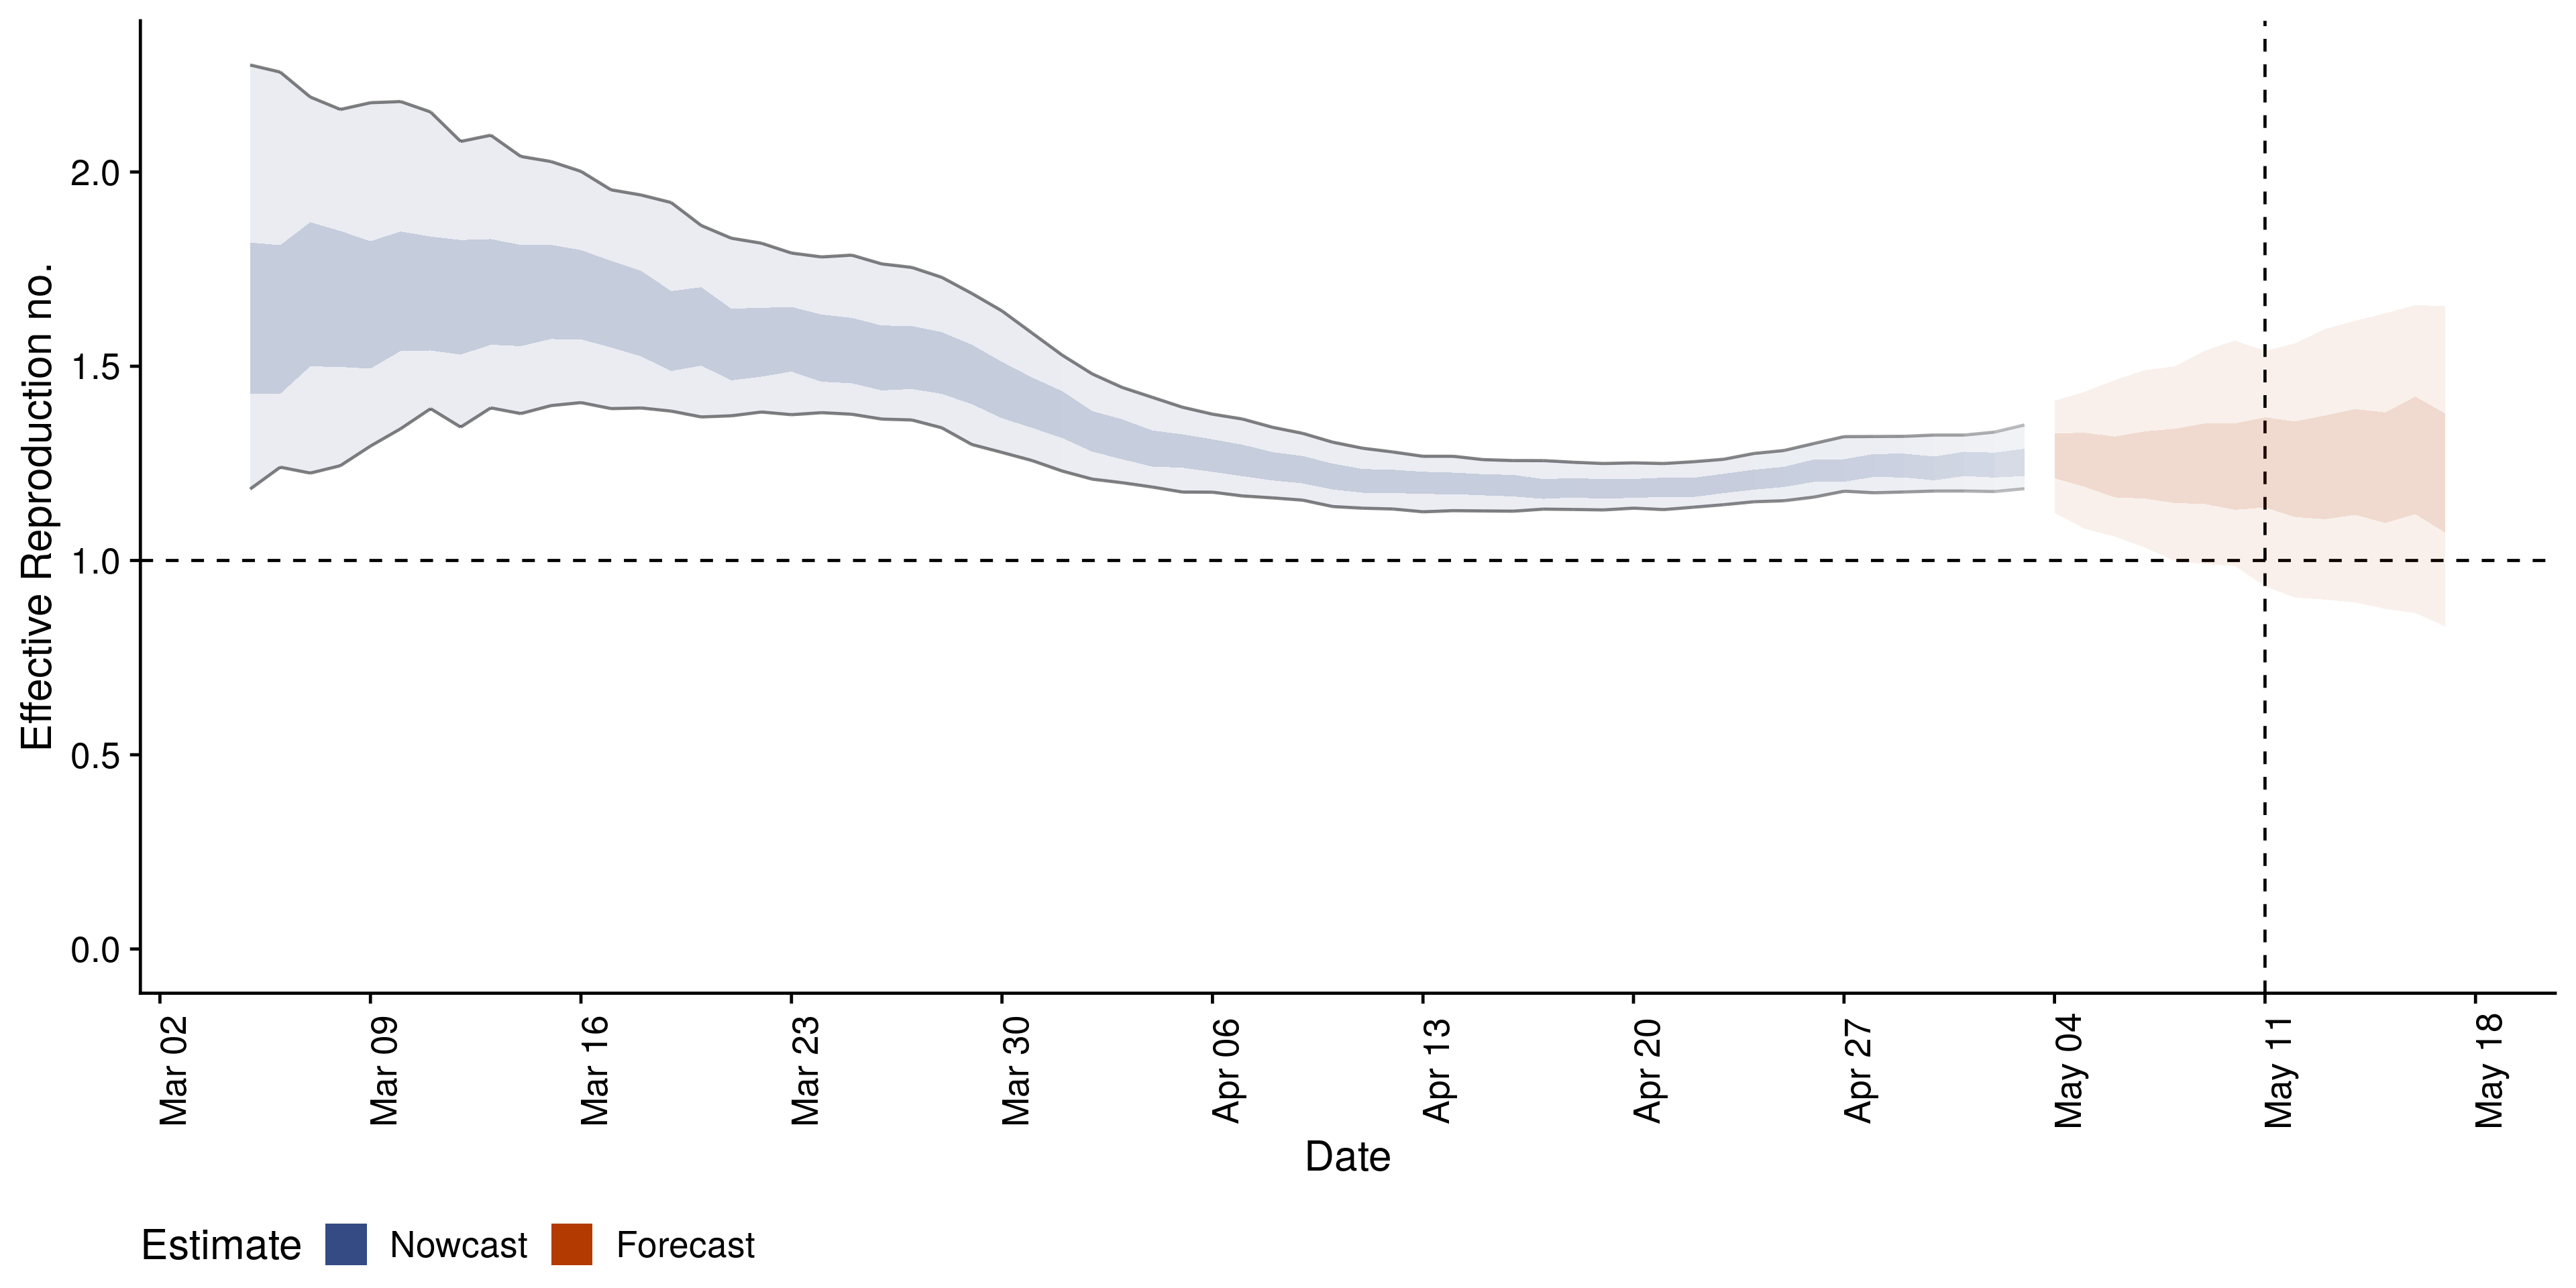 Effective Reproduction no.
2.0
1.5
1.0
0.5
0.0
Mar 02
Mar 09
Mar 16
Mar 23
Mar 30
Apr 06
Apr 13
Apr 20
Apr 27
May 04
May 11
May 18
Date
Estimate Nowcast Forecast